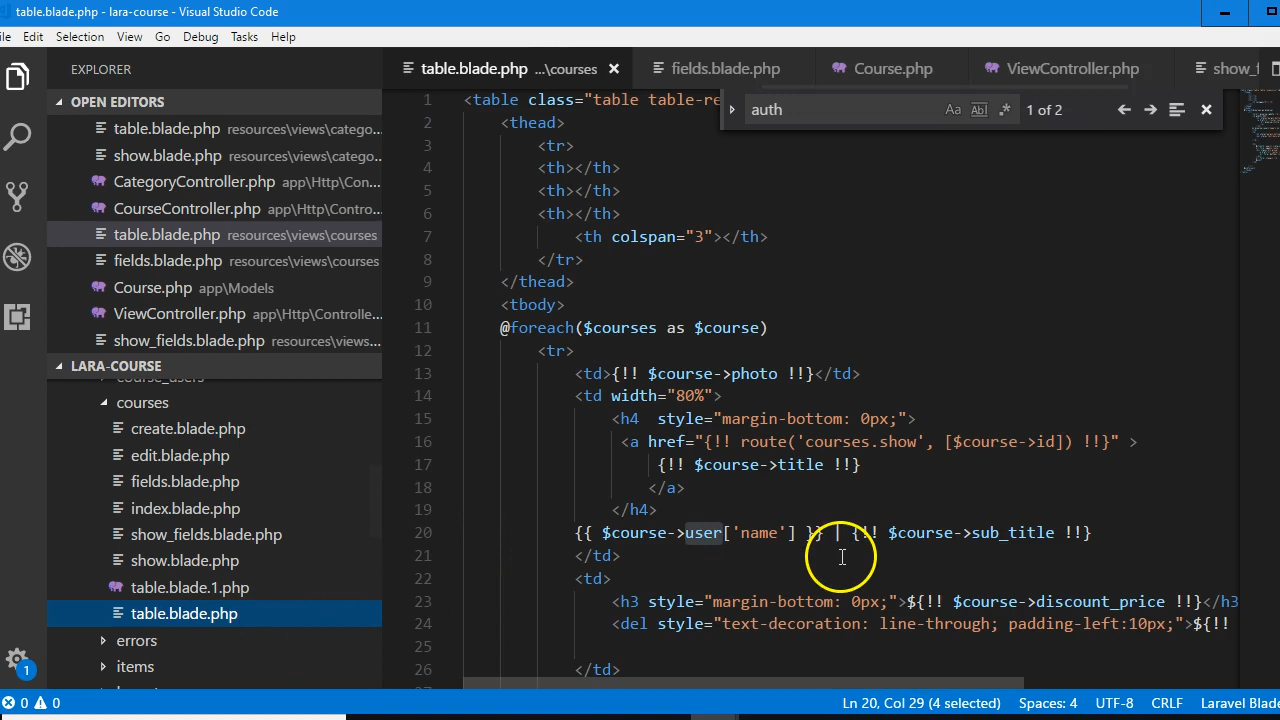 table.blade.php - lara-course - Visual Studio Code
ile Edit Selection View Go Debug Tasks Help
EXPLORER
OPEN EDITORS
table.blade.php resources\views\catego...
show.blade.php resources\views\catego...
CategoryController.php app\Http\Con...
CourseController.php app\Http\Contro...
table.blade.php resources\views\courses
fields.blade.php resources\views\courses
Course.php app\Models
ViewController.php app\Http\Controlle...
show_fields.blade.php resources\views...
LARA-COURSE
course_users
courses
create.blade.php
edit.blade.php
fields.blade.php
index.blade.php
show_fields.blade.php
show.blade.php
table.blade.1.php
table.blade.php
errors
items
table.blade.php ...\courses
fields.blade.php
Course.php
ViewController.php
show_f
auth 1 of 2
1 <table class="table table-re
2 <thead>
3 <tr>
4 <th></th>
5 <th></th>
6 <th></th>
7 <th colspan="3"></th>
8 </tr>
9 </thead>
10 <tbody>
11 @foreach($courses as $course)
12 <tr>
13 <td>{!! $course->photo !!}</td>
14 <td width="80%">
15 <h4  style="margin-bottom: 0px;">
16 <a href="{!! route('courses.show', [$course->id]) !!}" >
17 {!! $course->title !!}
18 </a>
19 </h4>
20 {{ $course->user['name'] }} | {!! $course->sub_title !!}
21 </td>
22 <td>
23 <h3 style="margin-bottom: 0px;">${!! $course->discount_price !!}</h3
24 <del style="text-decoration: line-through; padding-left:10px;">${!!
25
26 </td>
1
0 0 Ln 20, Col 29 (4 selected) Spaces: 4 UTF-8 CRLF Laravel Blade